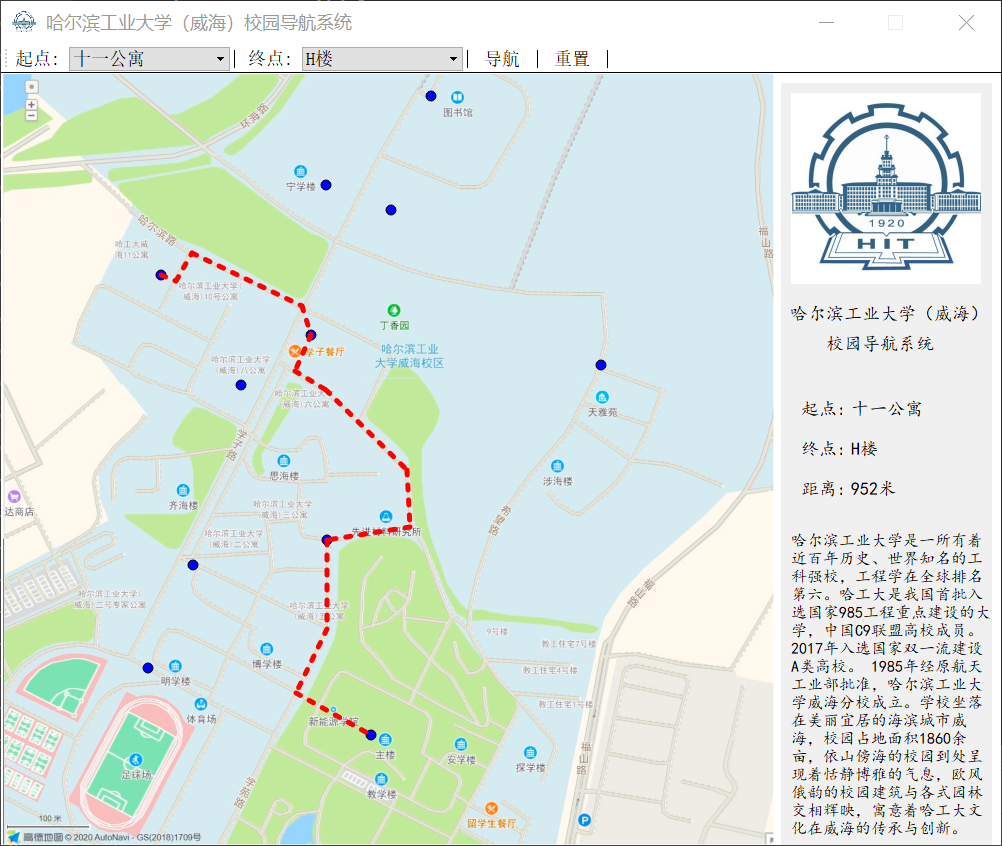 哈尔滨工业大学（威海）校园导航系统
起点: 十一公寓 终点: H楼 导航 重置
环海路
图书馆
宁学楼
哈尔滨路
福山路
哈工大威
海11公寓
哈尔滨工业大学(
威海)10号公寓
丁香园
学子餐厅
哈尔滨工业
大学威海校区
哈尔滨工业大学
(威海)八公寓
哈尔滨工业大
威海)六公寓
天雅苑
学子路
思海楼
涉海楼
齐海楼
达商店
哈尔滨工业大学
(威海)三公寓
希望路
先进材料研究所
哈尔滨工业大学
(威海)二公寓
福山路
哈尔滨工业大学(
威海)二号专家公寓
哈尔滨工业大学
9号楼
教工住宅7号楼
博学楼
明学楼
教工住宅4号楼
体育场
教工住宅1号楼
新能源学院
主楼
安学楼
探学楼
福山路
足球场
教学楼
学苑路
留学生餐厅
P
100 米
高德地图 © 2020 AutoNavi - GS(2018)1709号
1920
HIT
哈尔滨工业大学（威海）
校园导航系统
起点: 十一公寓
终点: H楼
距离: 952米
哈尔滨工业大学是一所有着
近百年历史、世界知名的工
科强校，工程学在全球排名
第六。哈工大是我国首批入
选国家985工程重点建设的大
学，中国C9联盟高校成员。
2017年入选国家双一流建设
A类高校。 1985年经原航天
工业部批准，哈尔滨工业大
学威海分校成立。学校坐落
在美丽宜居的海滨城市威
海，校园占地面积1860余
亩，依山傍海的校园到处呈
现着恬静博雅的气息，欧风
俄韵的校园建筑与各式园林
交相辉映，寓意着哈工大文
化在威海的传承与创新。